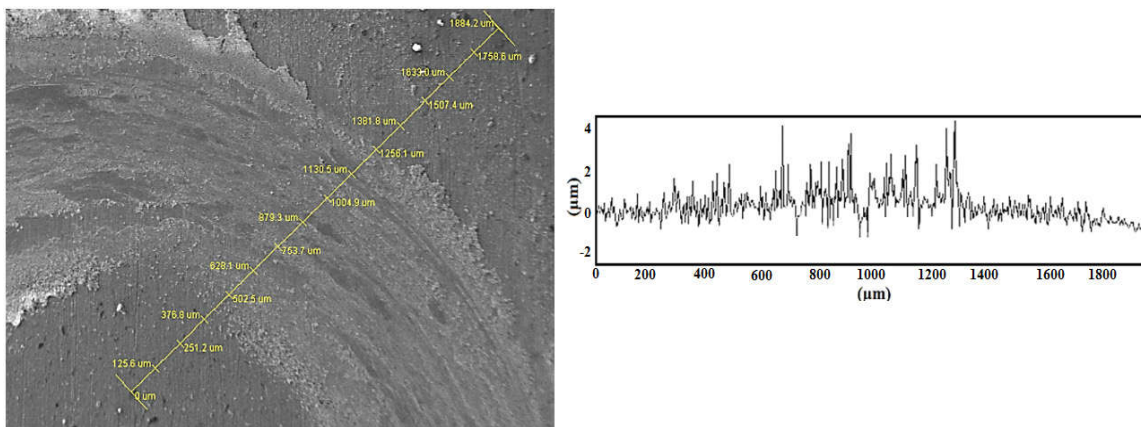 1884.2 um
1758.6 um
1633.0 um
1507.4 um
1381.8 um
1256.1 um
1130.5 um
1004.9 um
879.3 um
753.7 um
628.1 um
502.5 um
376.8 um
251.2 um
125.6 um
0 um
4
2
0
-2
(µm)
0 200 400 600 800 1000 1200 1400 1600 1800
(µm)